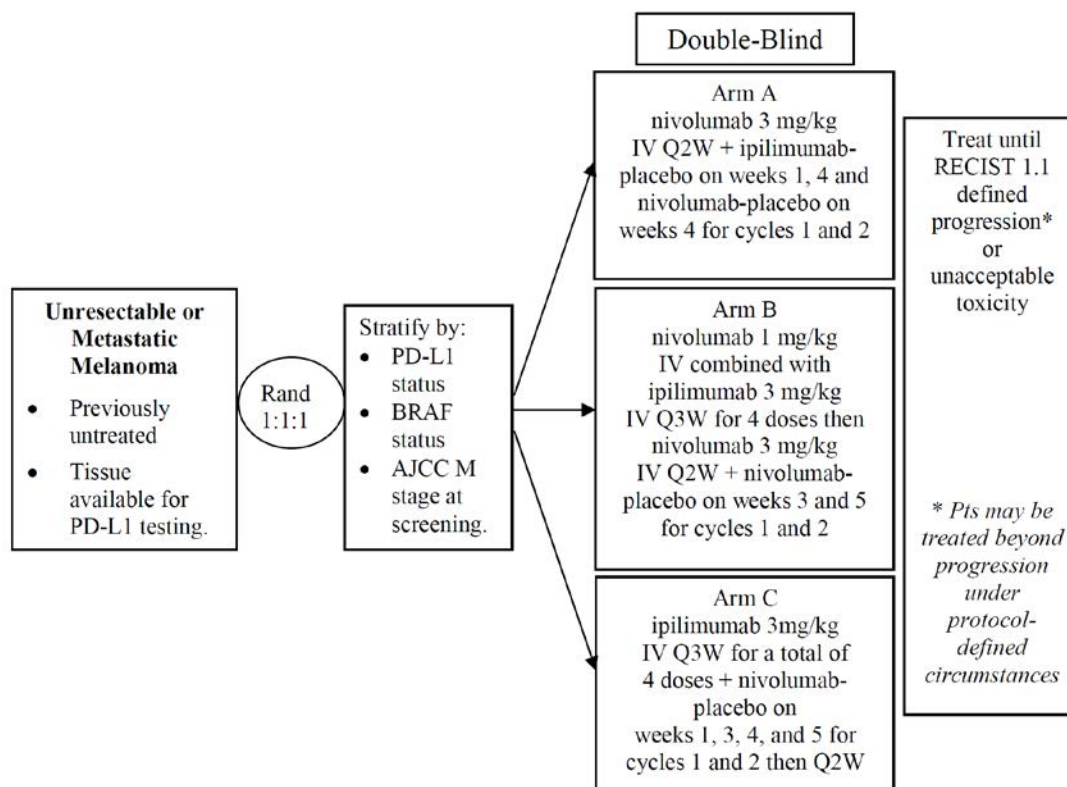 Double-Blind
Unresectable or
Metastatic
Melanoma
• Previously
untreated
• Tissue
available for
PD-L1 testing.
Rand
1:1:1
Stratify by:
• PD-L1
status
• BRAF
status
• AJCC M
stage at
screening.
Arm A
nivolumab 3 mg/kg
IV Q2W + ipilimumab-
placebo on weeks 1, 4 and
nivolumab-placebo on
weeks 4 for cycles 1 and 2
Arm B
nivolumab 1 mg/kg
IV combined with
ipilimumab 3 mg/kg
IV Q3W for 4 doses then
nivolumab 3 mg/kg
IV Q2W + nivolumab-
placebo on weeks 3 and 5
for cycles 1 and 2
Arm C
ipilimumab 3mg/kg
IV Q3W for a total of
4 doses + nivolumab-
placebo on
weeks 1, 3, 4, and 5 for
cycles 1 and 2 then Q2W
Treat until
RECIST 1.1
defined
progression*
or
unacceptable
toxicity
* Pts may be
treated beyond
progression
under
protocol-
defined
circumstances